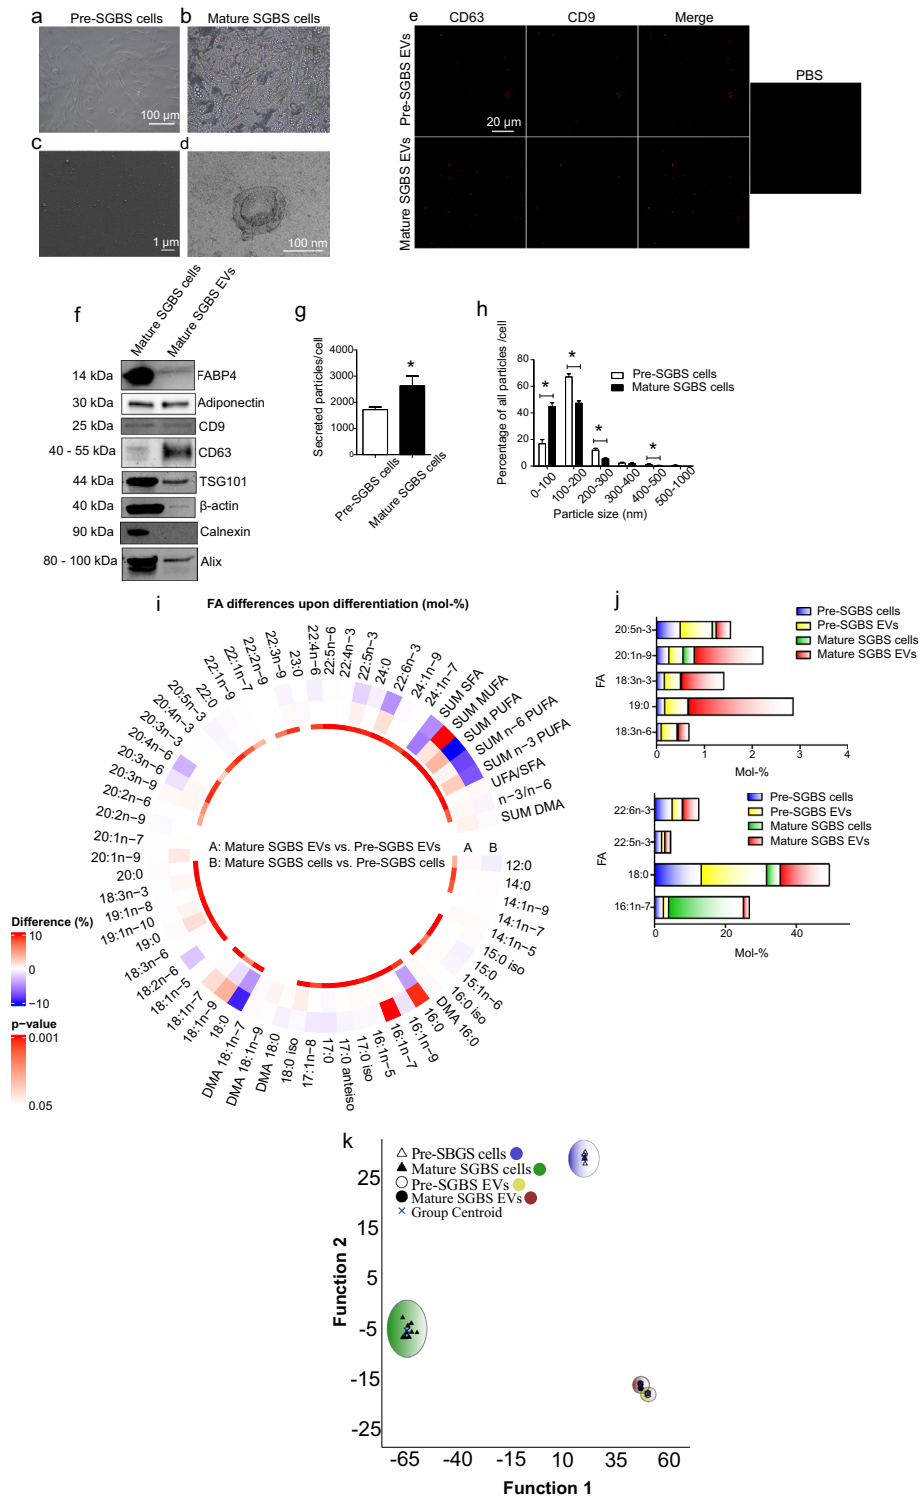 a
Pre-SGBS cells
b
Mature SGBS cells
100 µm
c
d
1 µm
100 nm
e
CD63
CD9
Merge
PBS
Pre-SGBS EVs
20 µm
Mature SGBS EVs
f
Mature SGBS cells
Mature SGBS EVs
14 kDa
FABP4
30 kDa
Adiponectin
25 kDa
CD9
40 - 55 kDa
CD63
44 kDa
TSG101
40 kDa
β-actin
90 kDa
Calnexin
80 - 100 kDa
Alix
g
Secreted particles/cell
4000
3000
2000
1000
0
*
Pre-SGBS cells
Mature SGBS cells
h
Percentage of all particles /cell
80
60
40
20
0
* * * *
Pre-SGBS cells
Mature SGBS cells
0-100
100-200
200-300
300-400
400-500
500-1000
Particle size (nm)
i
FA differences upon differentiation (mol-%)
A: Mature SGBS EVs vs. Pre-SGBS EVs
B: Mature SGBS cells vs. Pre-SGBS cells
A
B
12:0
14:0
14:1n−9
14:1n−7
14:1n−5
15:0 iso
15:0
15:1n−6
16:0 iso
DMA 16:0
16:0
16:1n−9
16:1n−7
16:1n−5
17:0 iso
17:0 anteiso
17:0
17:1n−8
18:0 iso
DMA 18:0
DMA 18:1n−9
DMA 18:1n−7
18:0
18:1n−9
18:1n−7
18:1n−5
18:2n−6
18:3n−6
19:0
19:1n−10
19:1n−8
18:3n−3
20:0
20:1n−9
20:1n−7
20:2n−9
20:2n−6
20:3n−9
20:3n−6
20:4n−6
20:3n−3
20:4n−3
20:5n−3
22:0
22:1n−9
22:1n−7
22:2n−9
22:3n−9
23:0
22:4n−6
22:5n−6
22:4n−3
22:5n−3
24:0
22:6n−3
24:1n−9
24:1n−7
SUM SFA
SUM MUFA
SUM PUFA
SUM n−6 PUFA
SUM n−3 PUFA
UFA/SFA
n−3/n−6
SUM DMA
Difference (%)
10
0
−10
p−value
0.001
0.05
j
Pre-SGBS cells
Pre-SGBS EVs
Mature SGBS cells
Mature SGBS EVs
FA
20:5n-3
20:1n-9
18:3n-3
19:0
18:3n-6
0 1 2 3 4
Mol-%
Pre-SGBS cells
Pre-SGBS EVs
Mature SGBS cells
Mature SGBS EVs
FA
22:6n-3
22:5n-3
18:0
16:1n-7
0 20 40
Mol-%
k
Pre-SBGS cells
Mature SGBS cells
Pre-SGBS EVs
Mature SGBS EVs
Group Centroid
Function 2
25
15
5
-5
-15
-25
-65 -40 -15 10 35 60
Function 1